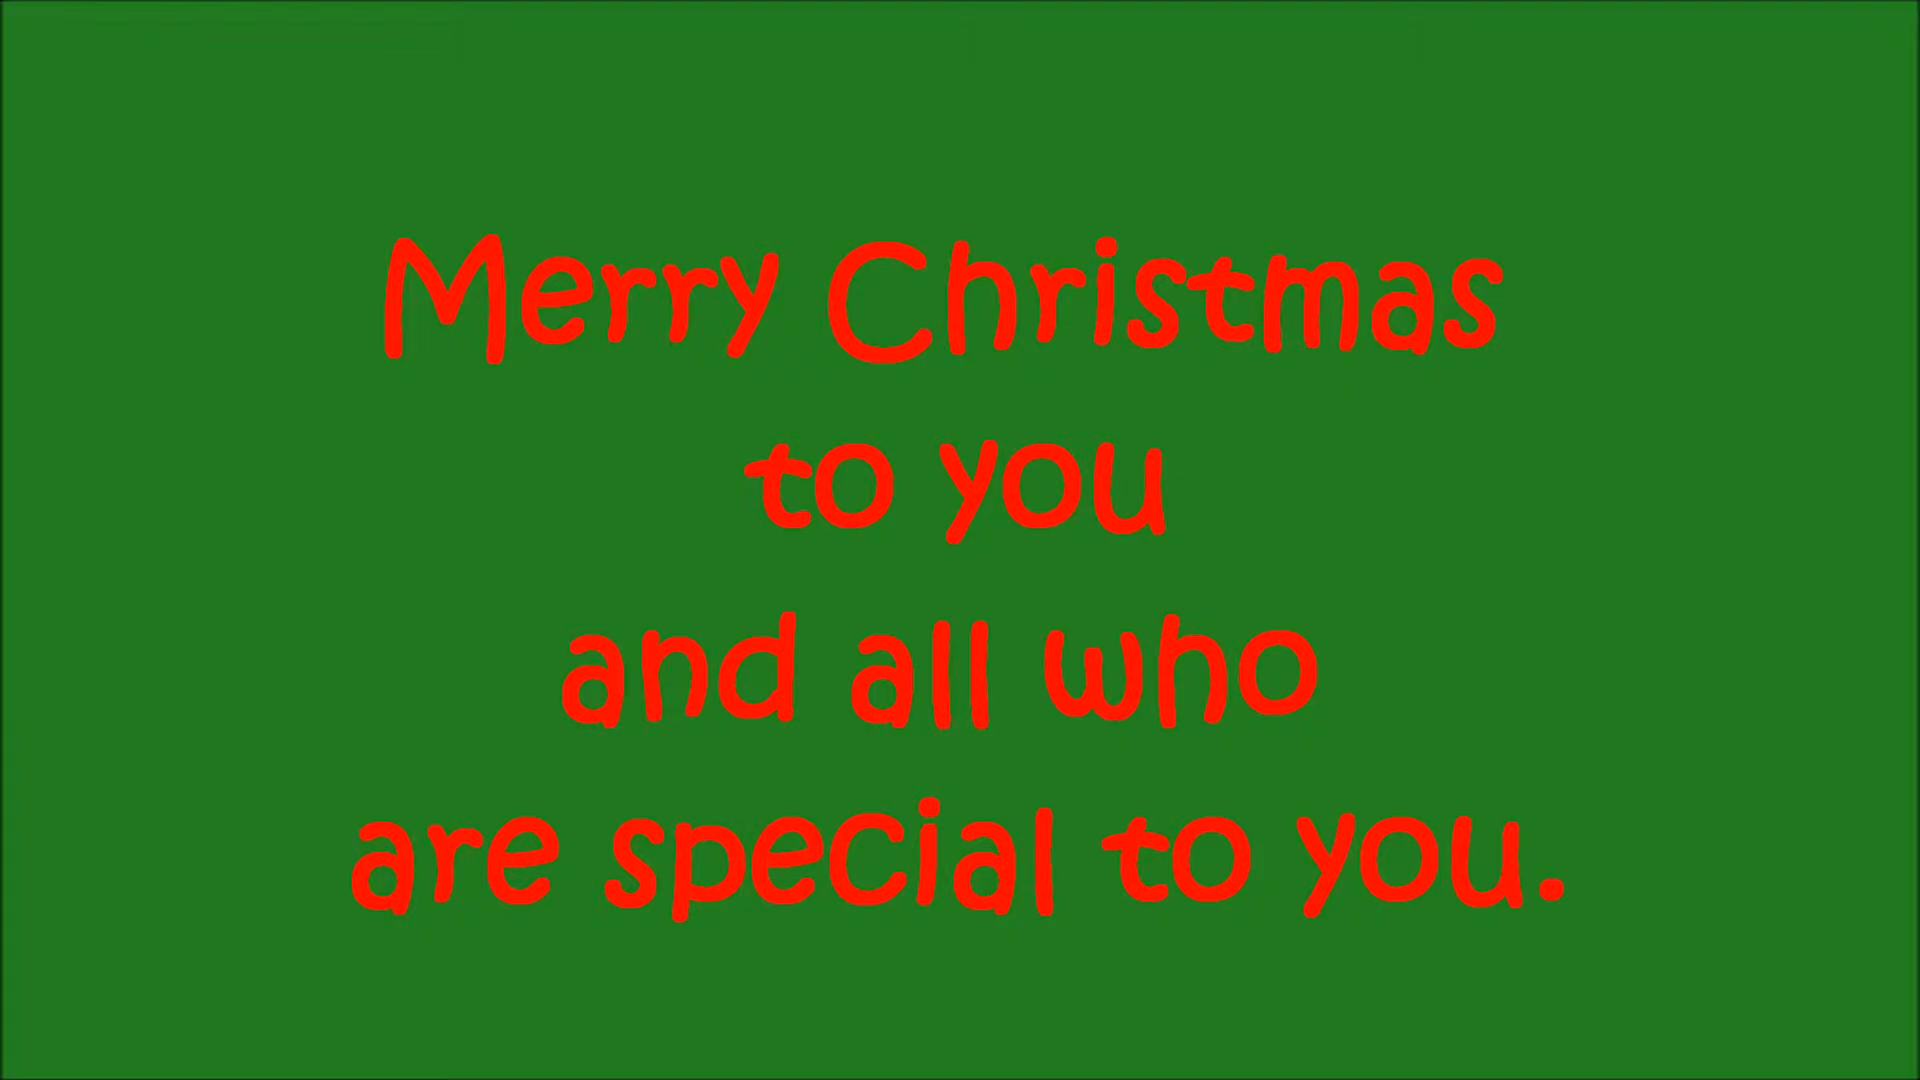 Merry Christmas
to you
and all who
are special to you.